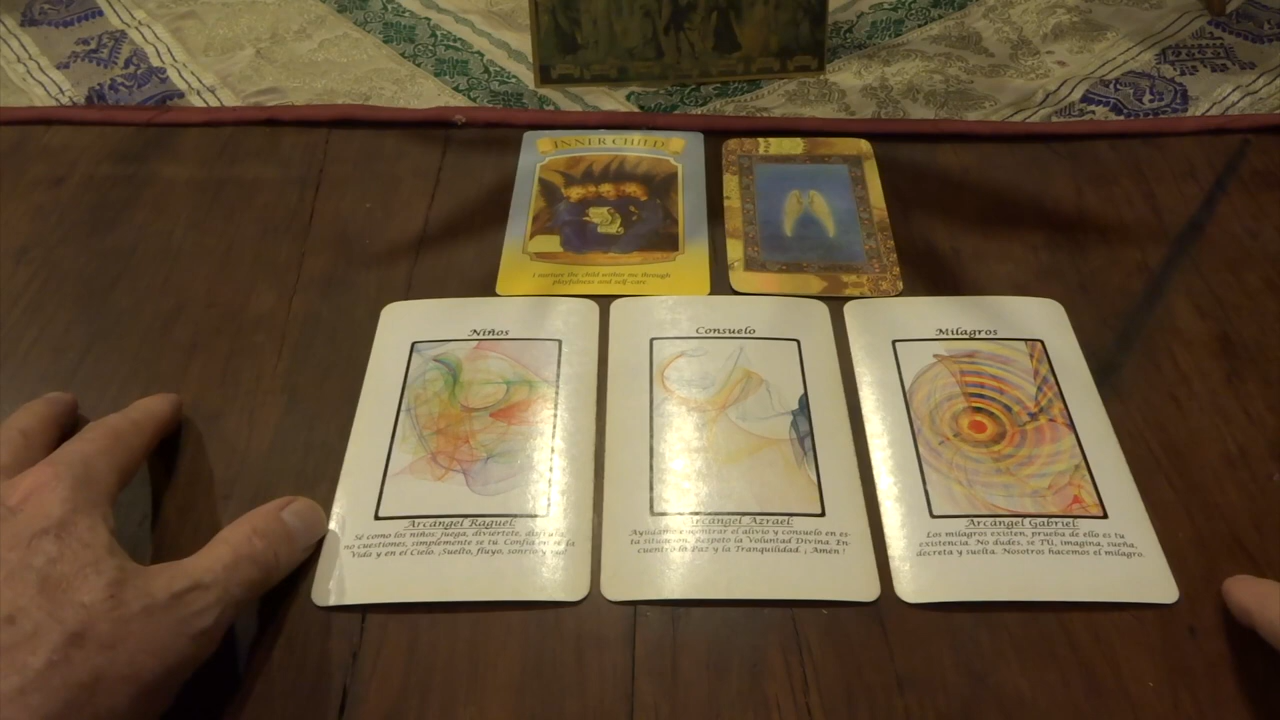 INNER CHILD
I nurture the child within me through
playfulness and self-care.
Niños
Arcángel Raguel:
Sé como los niños: juega, diviertete, disfruta,
no cuestiones, simplemente se tú. Confía en la
Vida y en el Cielo. ¡Suelto, fluyo, sonrío y
Consuelo
Arcángel Azrael:
Ayúdame encontrar el alivio y consuelo en es-
ta situación. Respeto la Voluntad Divina. En-
cuentro la Paz y la Tranquilidad. ¡ Amén !
Milagros
Arcángel Gabriel:
Los milagros existen, prueba de ello es tu
existencia. No dudes, se TÚ, imagina, sueña,
decreta y suelta. Nosotros hacemos el milagro.